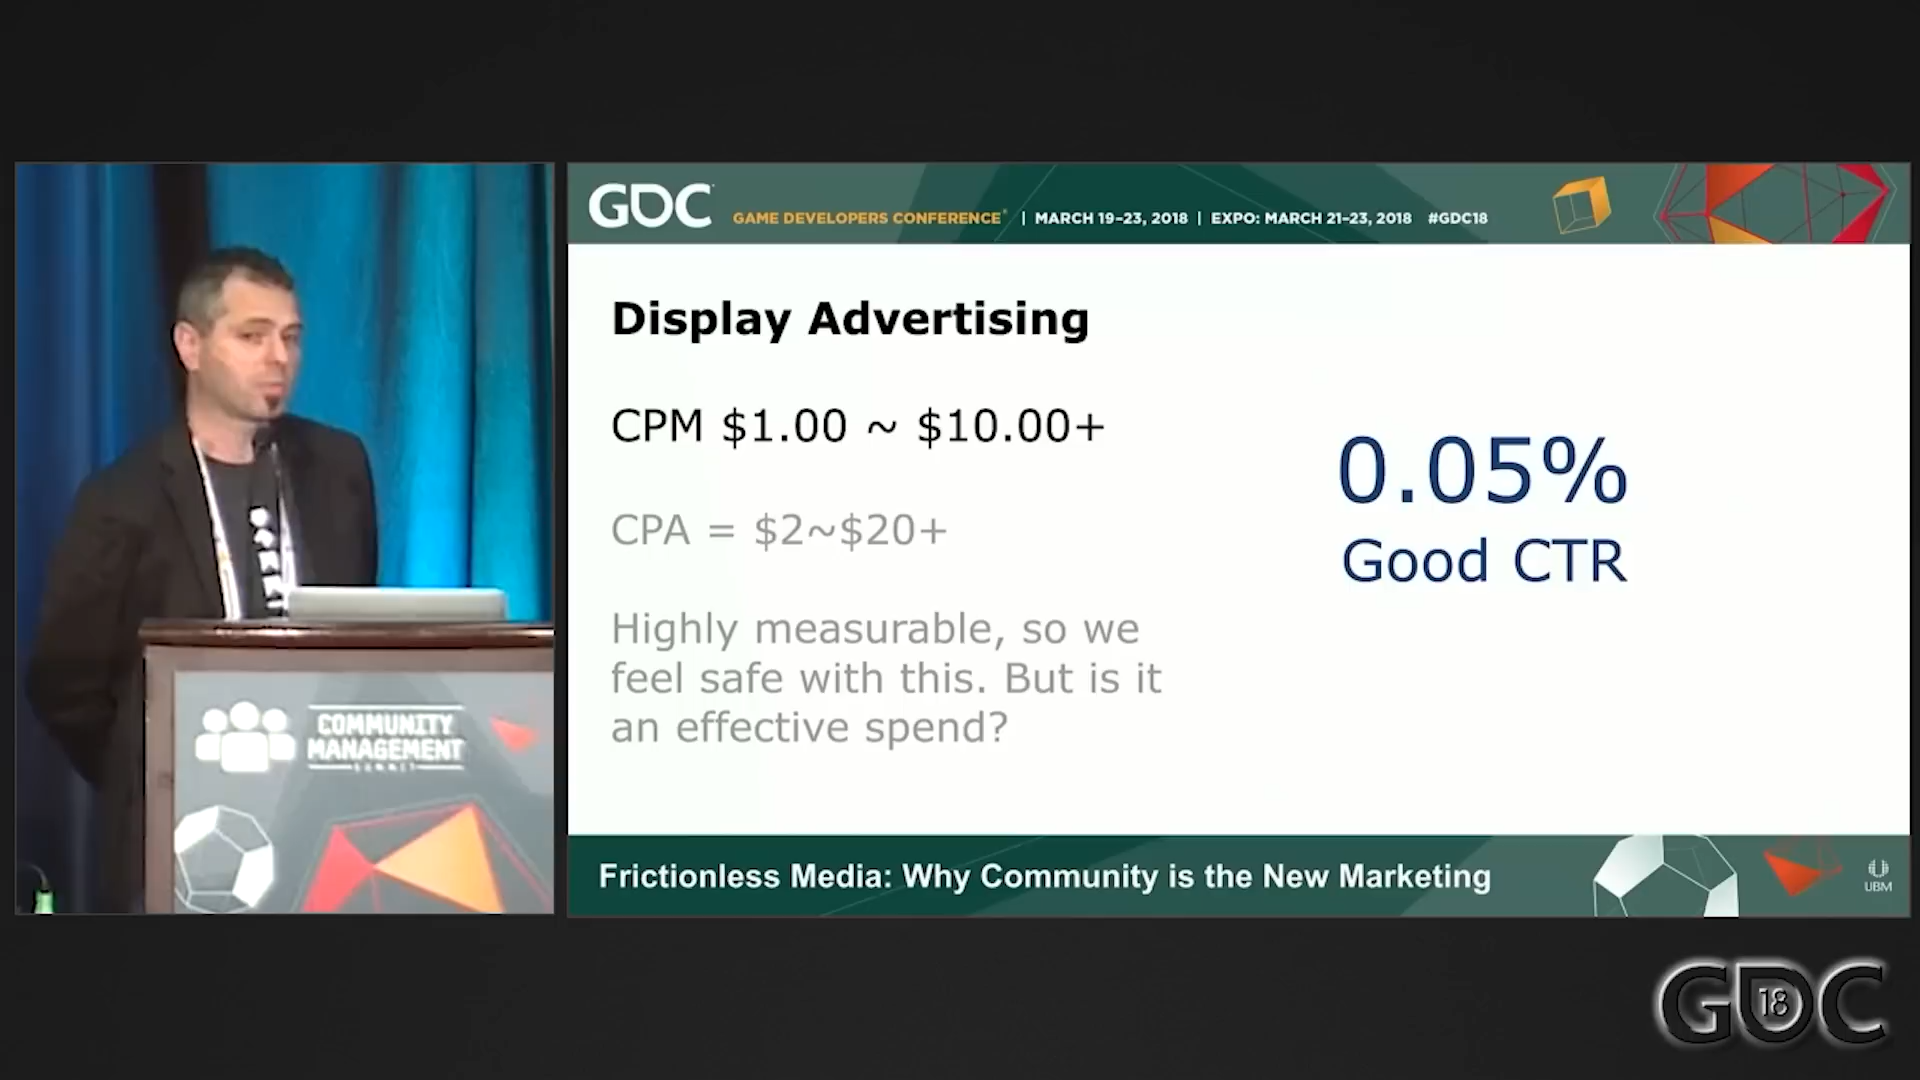 GDC
GAME DEVELOPERS CONFERENCE® | MARCH 19–23, 2018 | EXPO: MARCH 21–23, 2018 #GDC18
Display Advertising
CPM $1.00 ~ $10.00+
CPA = $2~$20+
Highly measurable, so we
feel safe with this. But is it
an effective spend?
0.05%
Good CTR
COMMUNITY
MANAGEMENT
SUMMIT
Frictionless Media: Why Community is the New Marketing
UBM
GDC
18